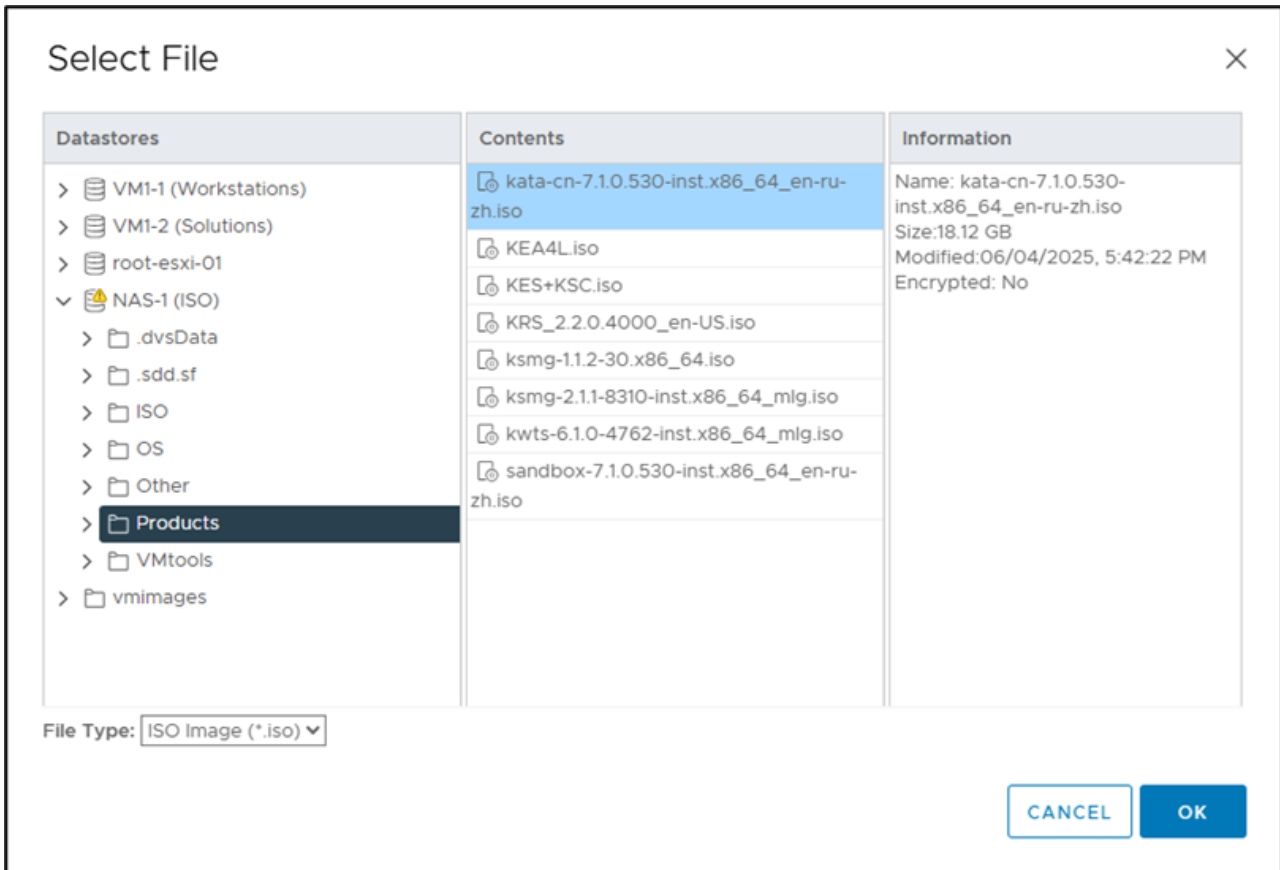 Select File
Datastores
VM1-1 (Workstations)
VM1-2 (Solutions)
root-esxi-01
NAS-1 (ISO)
.dvsData
.sdd.sf
ISO
OS
Other
Products
VMtools
vmimages
Contents
kata-cn-7.1.0.530-inst.x86_64_en-ru-
zh.iso
KEA4L.iso
KES+KSC.iso
KRS_2.2.0.4000_en-US.iso
ksmg-1.1.2-30.x86_64.iso
ksmg-2.1.1-8310-inst.x86_64_mlg.iso
kwts-6.1.0-4762-inst.x86_64_mlg.iso
sandbox-7.1.0.530-inst.x86_64_en-ru-
zh.iso
Information
Name: kata-cn-7.1.0.530-
inst.x86_64_en-ru-zh.iso
Size:18.12 GB
Modified:06/04/2025, 5:42:22 PM
Encrypted: No
File Type: ISO Image (*.iso)
CANCEL OK